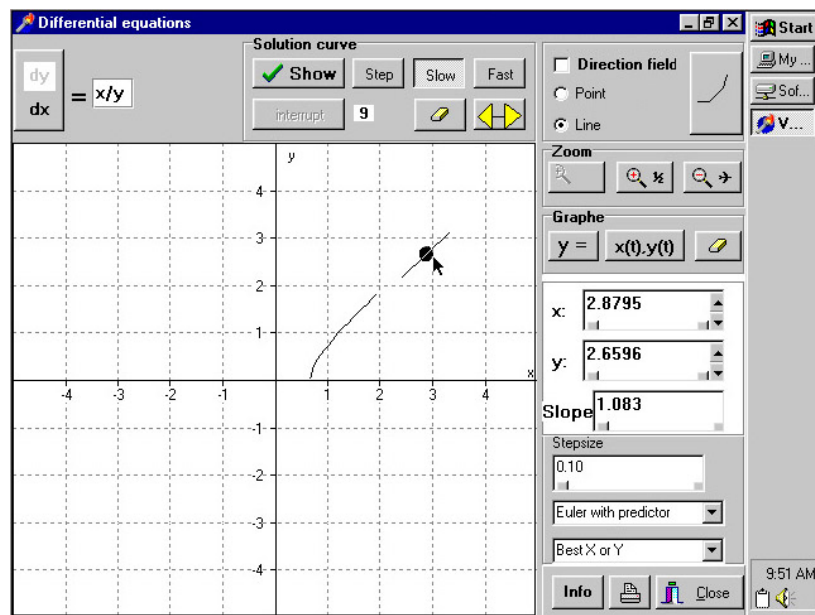 Differential equations
Start
My ...
Sof...
V...
dy
dx
= x/y
Solution curve
Show
Step
Slow
Fast
interrupt
9
Direction field
Point
Line
Zoom
½
Graphe
y =
x(t),y(t)
x: 2.8795
y: 2.6596
Slope 1.083
Stepsize
0.10
Euler with predictor
Best X or Y
Info
Close
9:51 AM
y
4
3
2
1
-4 -3 -2 -1 1 2 3 4
x
-1
-2
-3
-4